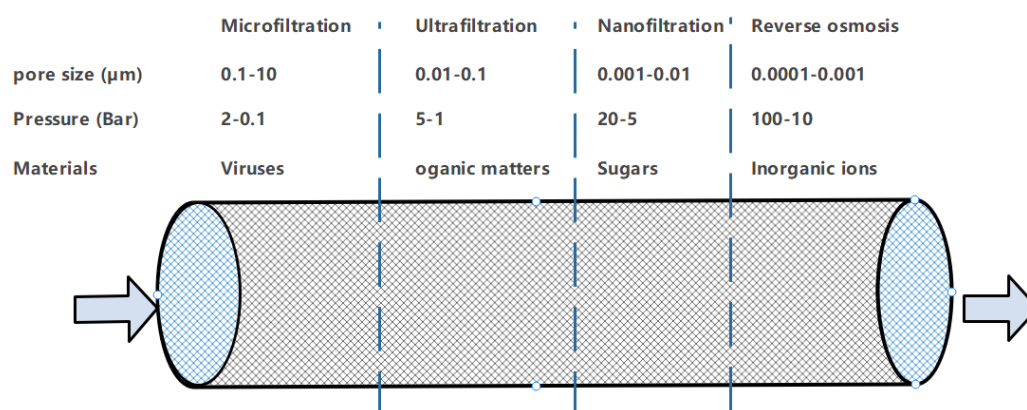 Microfiltration Ultrafiltration Nanofiltration Reverse osmosis
pore size (µm) 0.1-10 0.01-0.1 0.001-0.01 0.0001-0.001
Pressure (Bar) 2-0.1 5-1 20-5 100-10
Materials Viruses oganic matters Sugars Inorganic ions